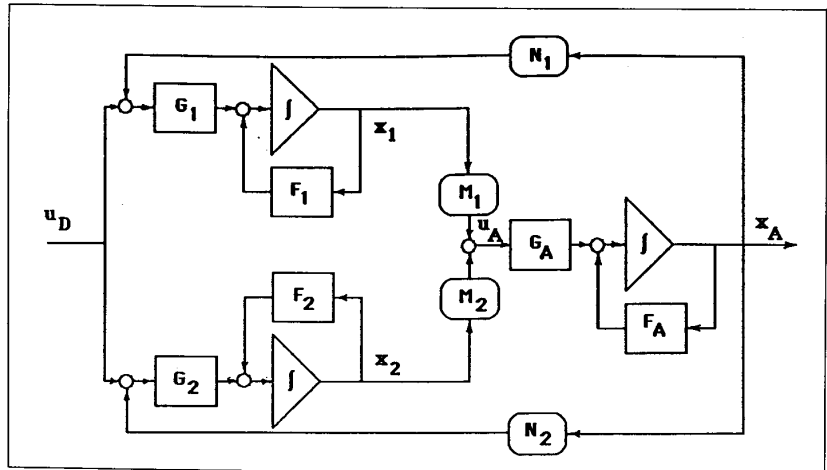 N1
G1
∫
x1
F1
M1
uD
uA
GA
∫
xA
F2
M2
FA
G2
∫
x2
N2